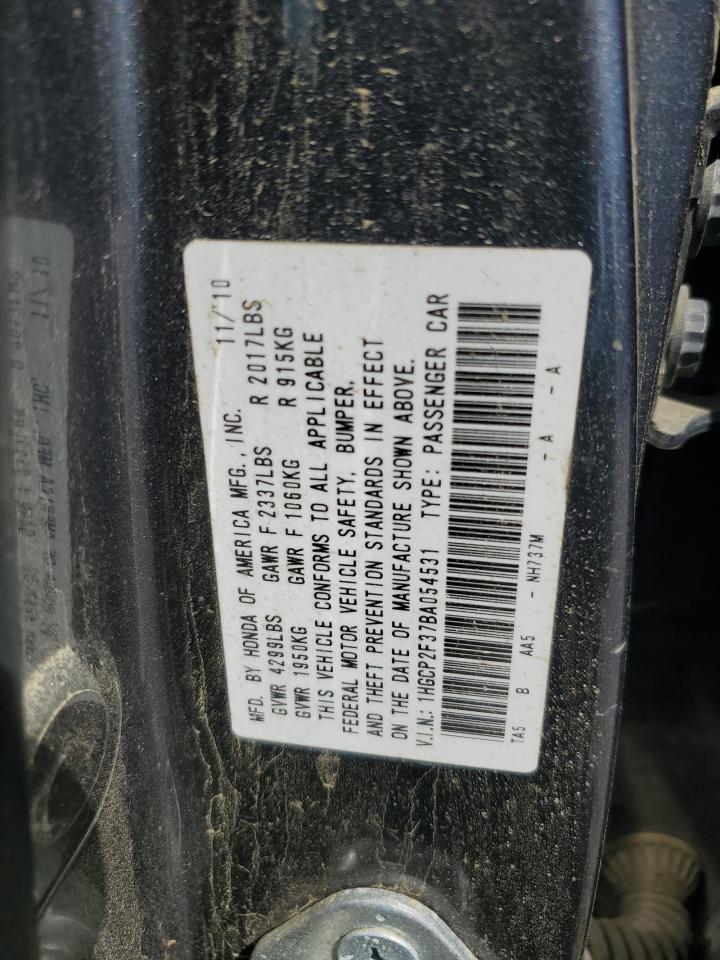 MFD. BY HONDA OF AMERICA MFG., INC. 11/'10
GVWR 4299LBS GAWR F 2337LBS R 2017LBS
GVWR 1950KG GAWR F 1060KG R 915KG
THIS VEHICLE CONFORMS TO ALL APPLICABLE
FEDERAL MOTOR VEHICLE SAFETY, BUMPER,
AND THEFT PREVENTION STANDARDS IN EFFECT
ON THE DATE OF MANUFACTURE SHOWN ABOVE.
V.I.N.: 1HGCP2F37BA054531 TYPE: PASSENGER CAR
TA5 B AA5 - NH737M -A - A